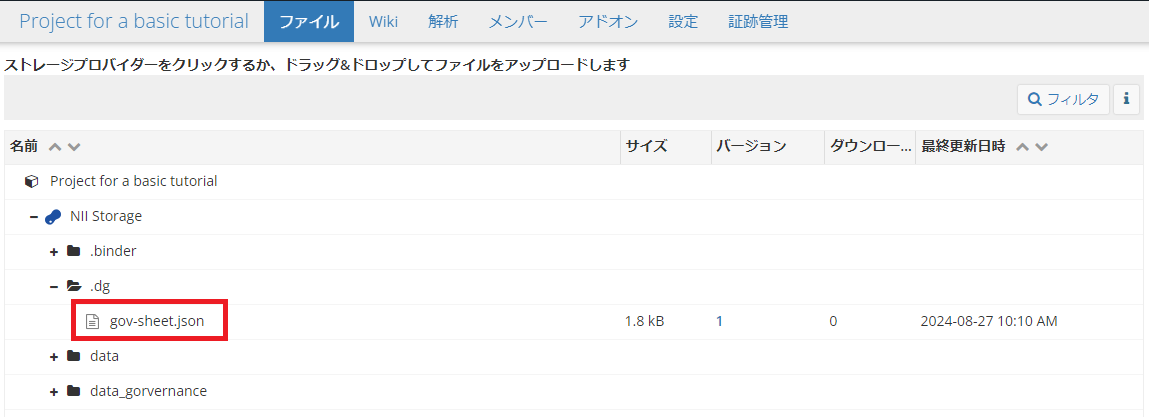 Project for a basic tutorial ファイル Wiki 解析 メンバー アドオン 設定 証跡管理
ストレージプロバイダーをクリックするか、ドラッグ&ドロップしてファイルをアップロードします
フィルタ
名前 サイズ バージョン ダウンロー... 最終更新日時
Project for a basic tutorial
NII Storage
.binder
.dg
gov-sheet.json 1.8 kB 1 0 2024-08-27 10:10 AM
data
data_gorvernance